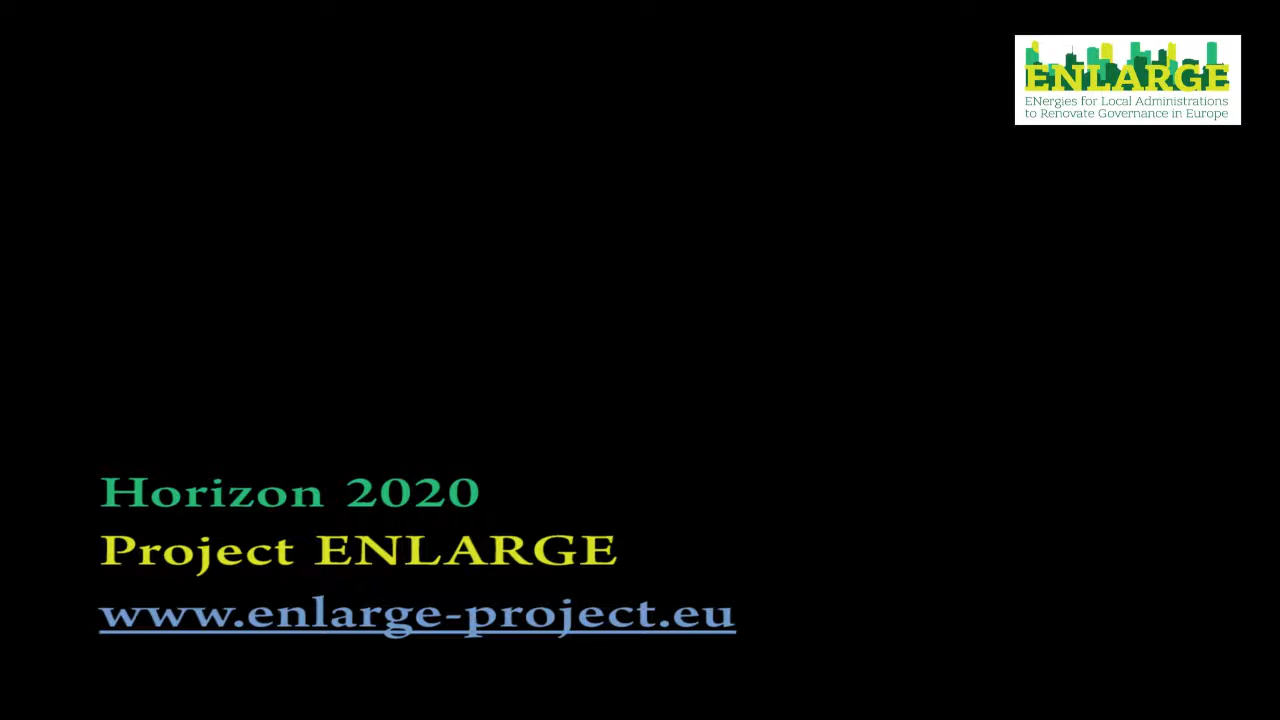 ENLARGE
ENergies for Local Administrations
to Renovate Governance in Europe
Horizon 2020
Project ENLARGE
www.enlarge-project.eu